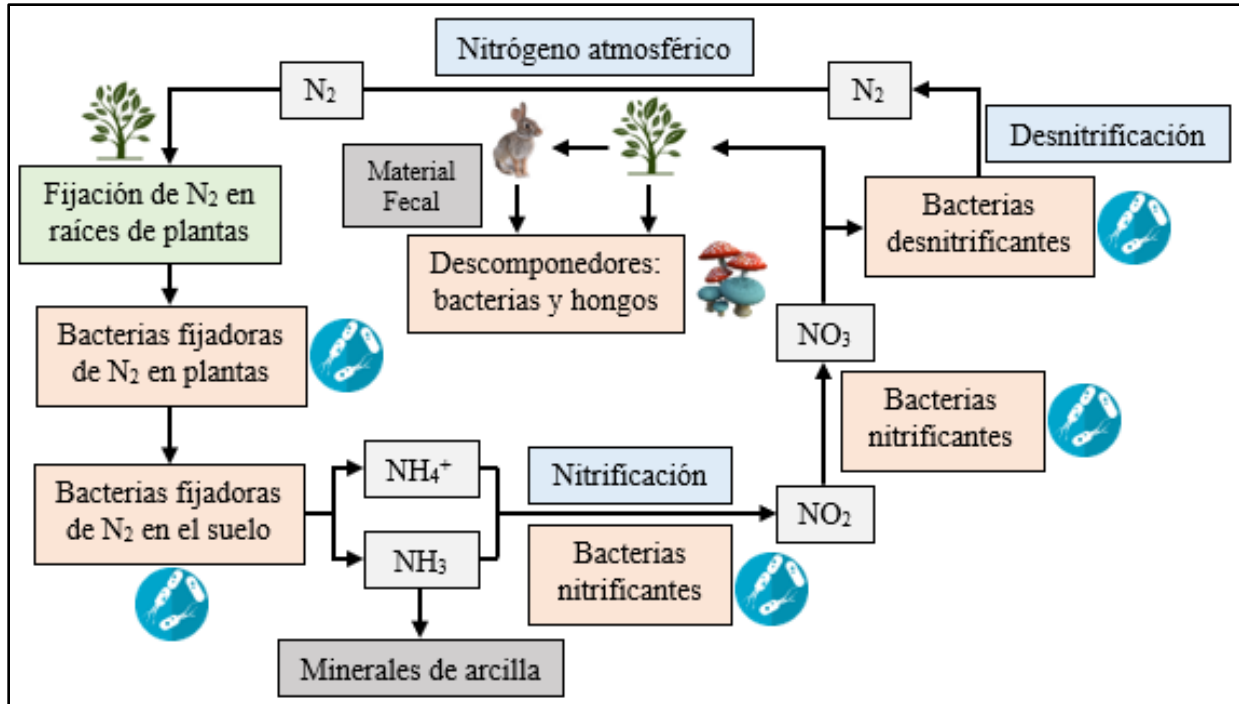 Nitrógeno atmosférico
N₂
N₂
Desnitrificación
Material
Fecal
Fijación de N₂ en
raíces de plantas
Bacterias
desnitrificantes
Descomponedores:
bacterias y hongos
Bacterias fijadoras
de N₂ en plantas
NO₃
Bacterias
nitrificantes
Bacterias fijadoras
de N₂ en el suelo
NH₄⁺
Nitrificación
NO₂
NH₃
Bacterias
nitrificantes
Minerales de arcilla